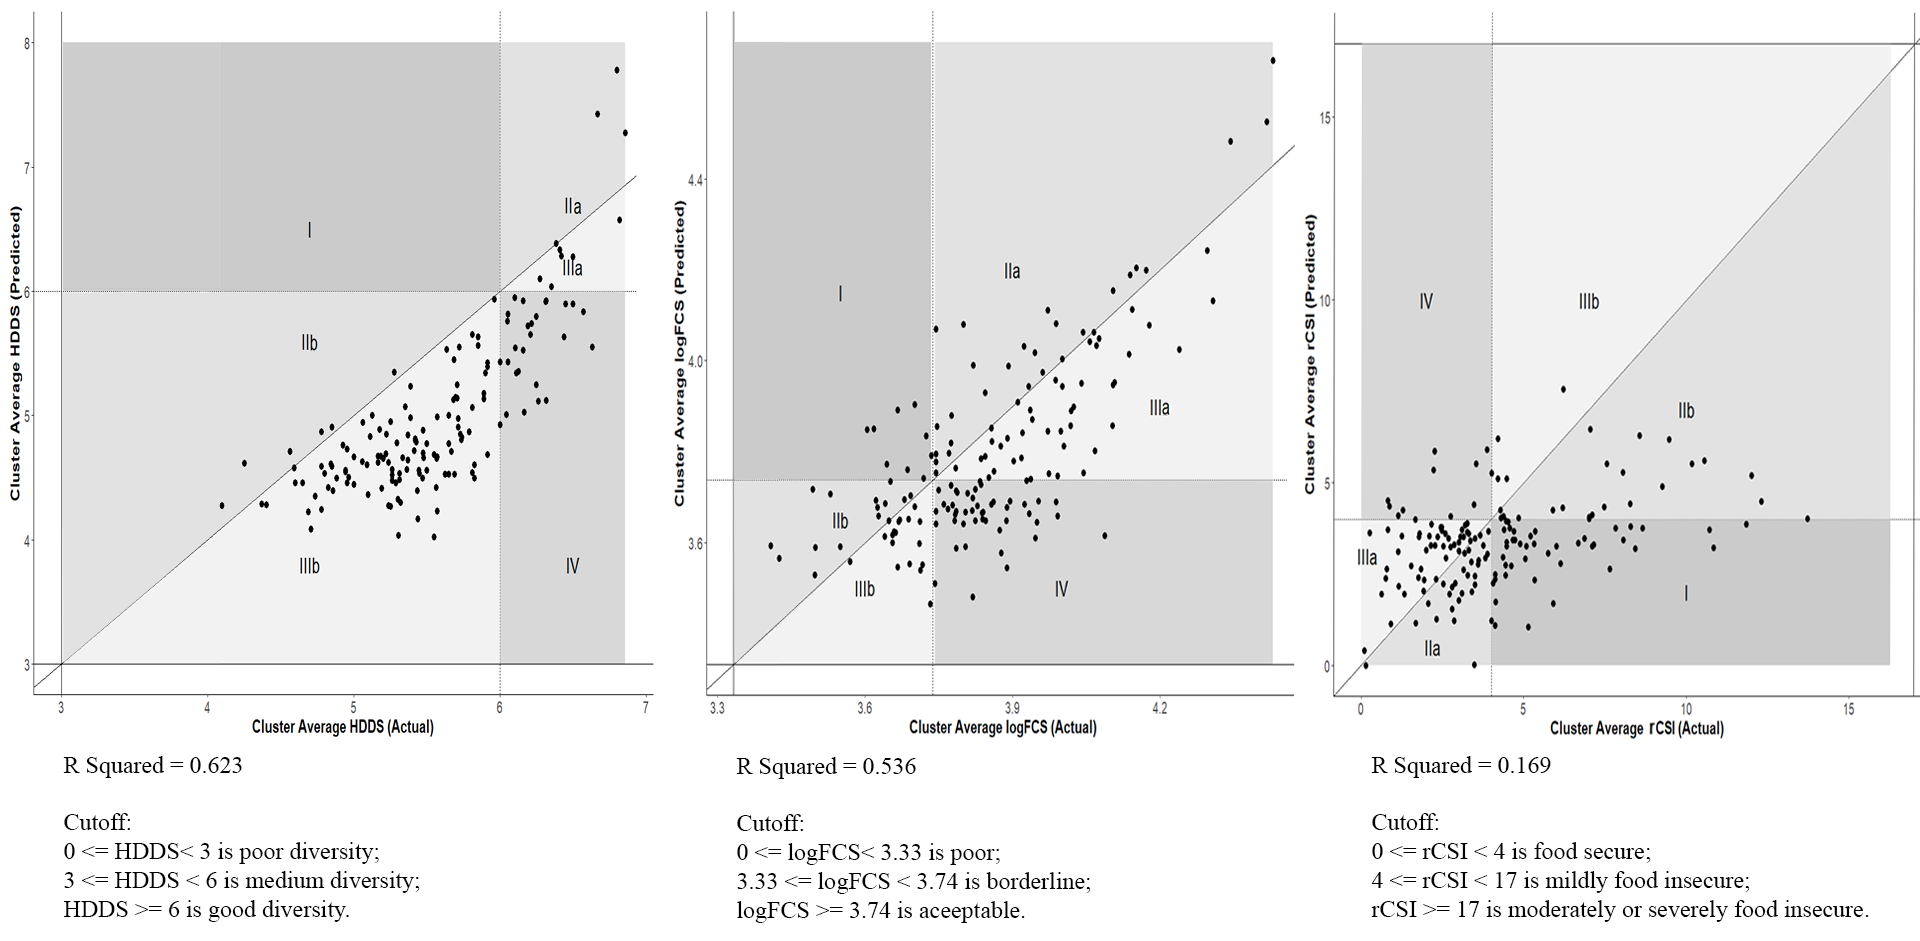 Cluster Average HDDS (Predicted)
8
7
6
5
4
3
I
IIa
IIIa
IIb
IIIb
IV
3 4 5 6 7
Cluster Average HDDS (Actual)
R Squared = 0.623
Cutoff:
0 <= HDDS< 3 is poor diversity;
3 <= HDDS < 6 is medium diversity;
HDDS >= 6 is good diversity.
Cluster Average logFCS (Predicted)
4.4
4.0
3.6
I
IIa
IIIa
IIb
IIIb
IV
3.3 3.6 3.9 4.2
Cluster Average logFCS (Actual)
R Squared = 0.536
Cutoff:
0 <= logFCS< 3.33 is poor;
3.33 <= logFCS < 3.74 is borderline;
logFCS >= 3.74 is aceeptable.
Cluster Average rCSI (Predicted)
15
10
5
0
IV
IIIb
IIb
IIIa
I
IIa
0 5 10 15
Cluster Average rCSI (Actual)
R Squared = 0.169
Cutoff:
0 <= rCSI < 4 is food secure;
4 <= rCSI < 17 is mildly food insecure;
rCSI >= 17 is moderately or severely food insecure.